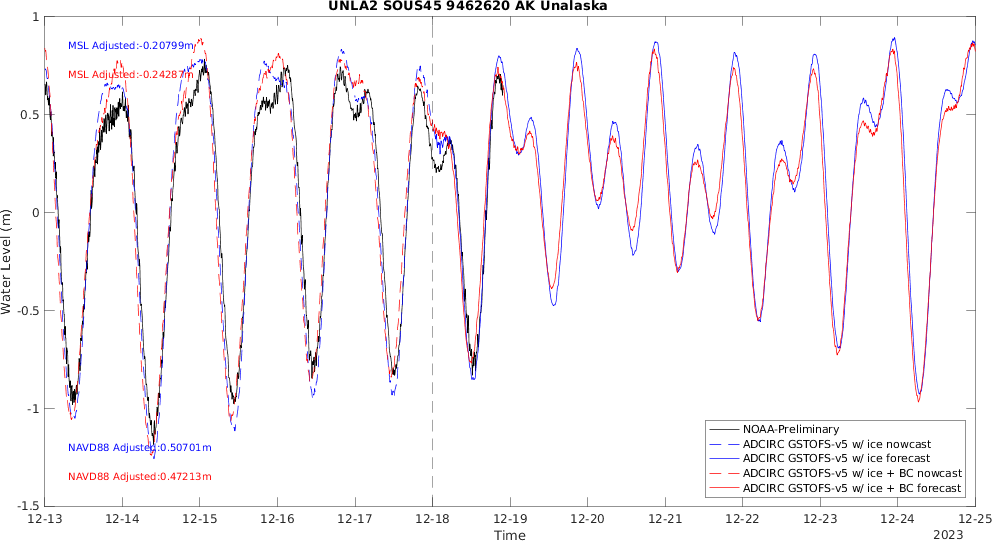 UNLA2 SOUS45 9462620 AK Unalaska
1
0.5
0
-0.5
-1
-1.5
Water Level (m)
MSL Adjusted:-0.20799m
MSL Adjusted:-0.24287m
NAVD88 Adjusted:0.50701m
NAVD88 Adjusted:0.47213m
NOAA-Preliminary
ADCIRC GSTOFS-v5 w/ ice nowcast
ADCIRC GSTOFS-v5 w/ ice forecast
ADCIRC GSTOFS-v5 w/ ice + BC nowcast
ADCIRC GSTOFS-v5 w/ ice + BC forecast
12-13 12-14 12-15 12-16 12-17 12-18 12-19 12-20 12-21 12-22 12-23 12-24 12-25
Time
2023